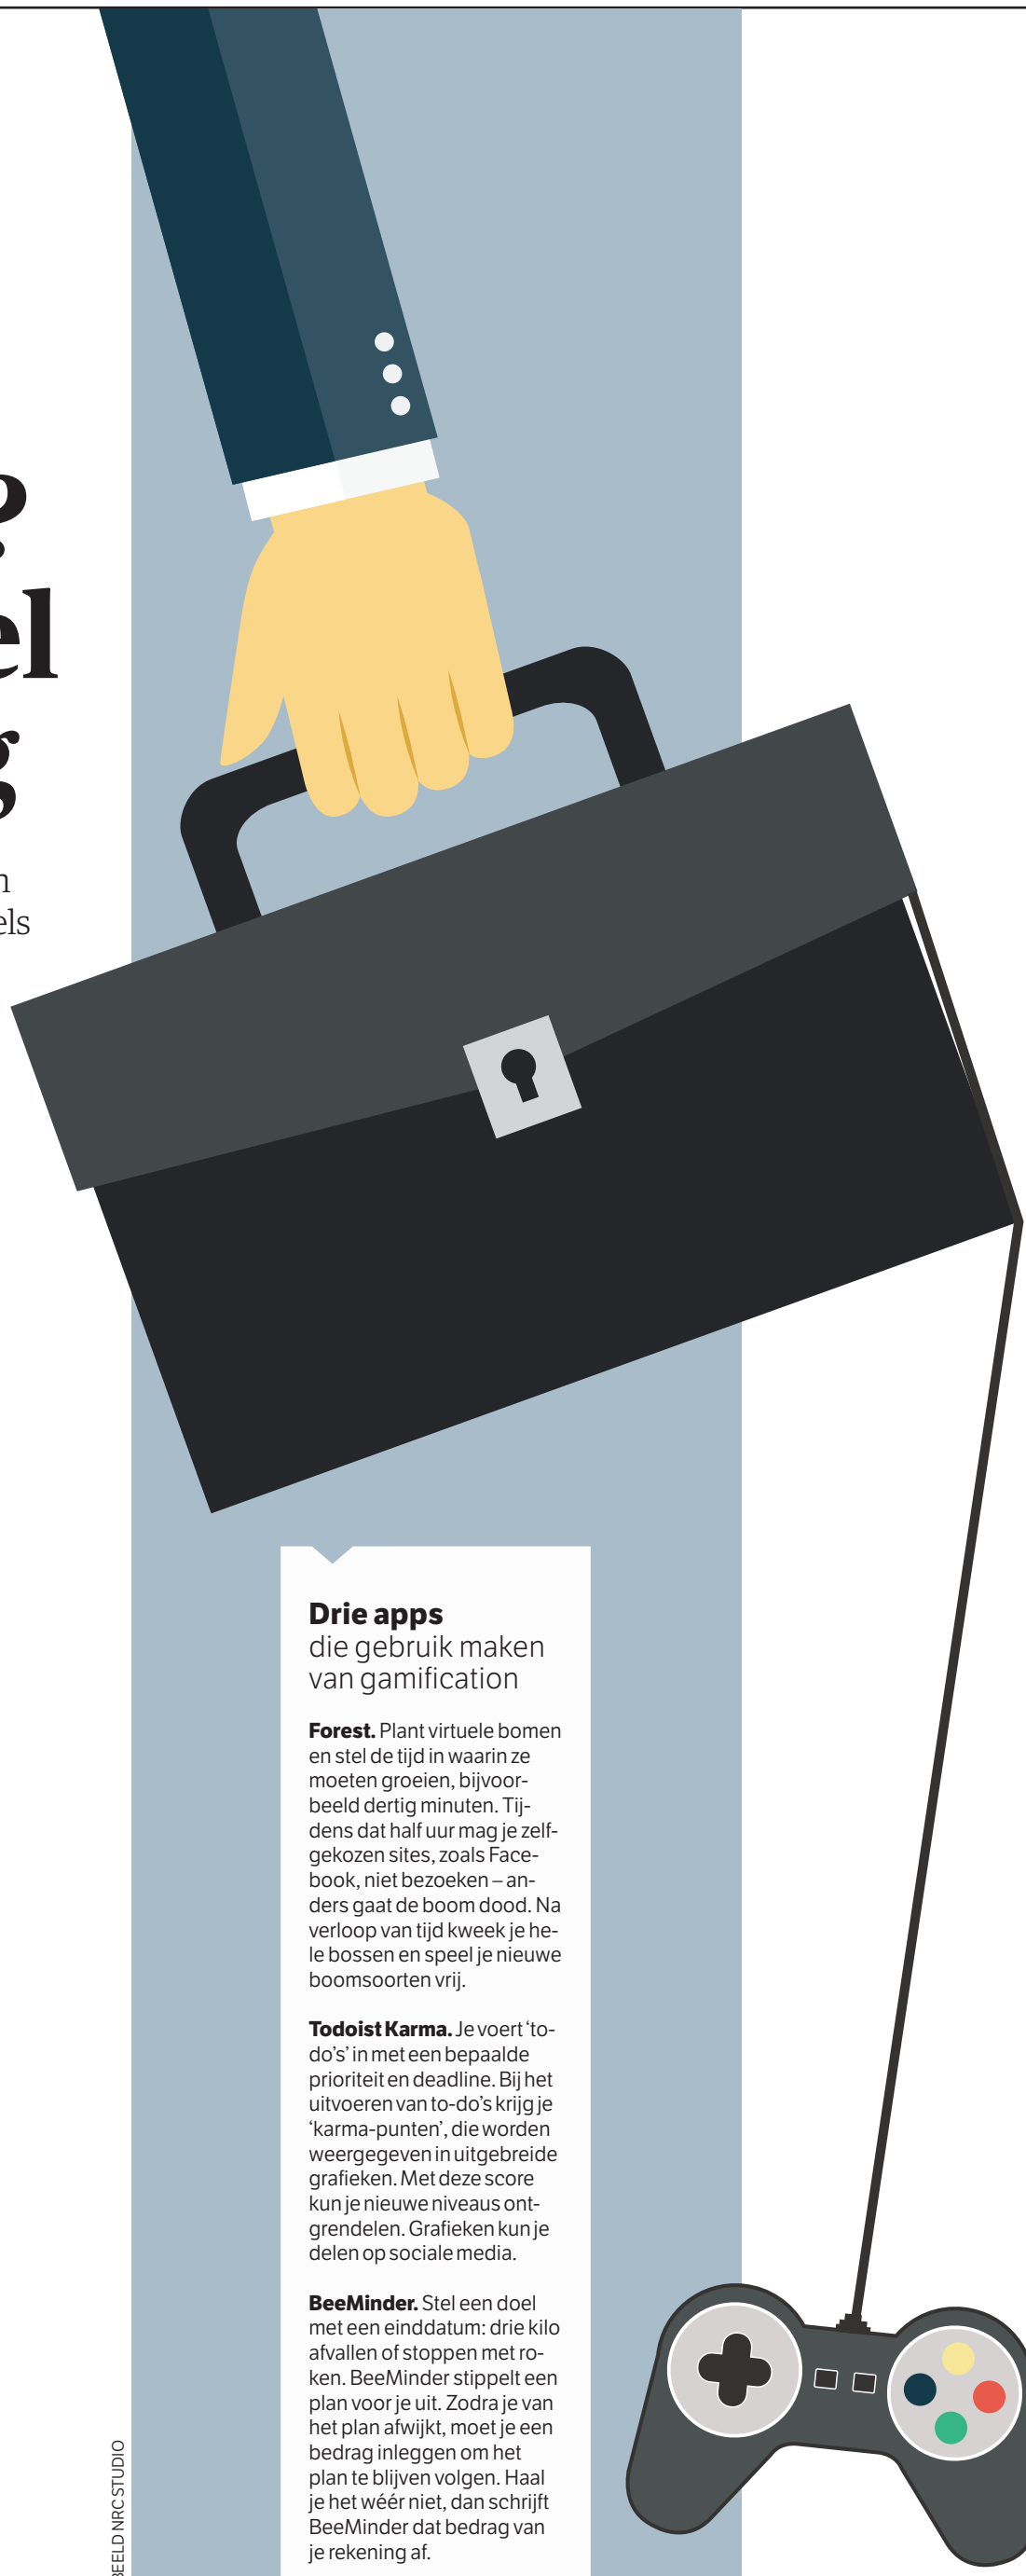 ?
el
g
n
els
Drie apps
die gebruik maken
van gamification
Forest. Plant virtuele bomen
en stel de tijd in waarin ze
moeten groeien, bijvoor-
beeld dertig minuten. Tij-
dens dat half uur mag je zelf-
gekozen sites, zoals Face-
book, niet bezoeken – an-
ders gaat de boom dood. Na
verloop van tijd kweek je he-
le bossen en speel je nieuwe
boomsoorten vrij.
Todoist Karma. Je voert ‘to-
do’s’ in met een bepaalde
prioriteit en deadline. Bij het
uitvoeren van to-do’s krijg je
‘karma-punten’, die worden
weergegeven in uitgebreide
grafieken. Met deze score
kun je nieuwe niveaus ont-
grendelen. Grafieken kun je
delen op sociale media.
BeeMinder. Stel een doel
met een einddatum: drie kilo
afvallen of stoppen met ro-
ken. BeeMinder stippelt een
plan voor je uit. Zodra je van
het plan afwijkt, moet je een
bedrag inleggen om het
plan te blijven volgen. Haal
je het wéér niet, dan schrijft
BeeMinder dat bedrag van
je rekening af.
BEELD NRC STUDIO